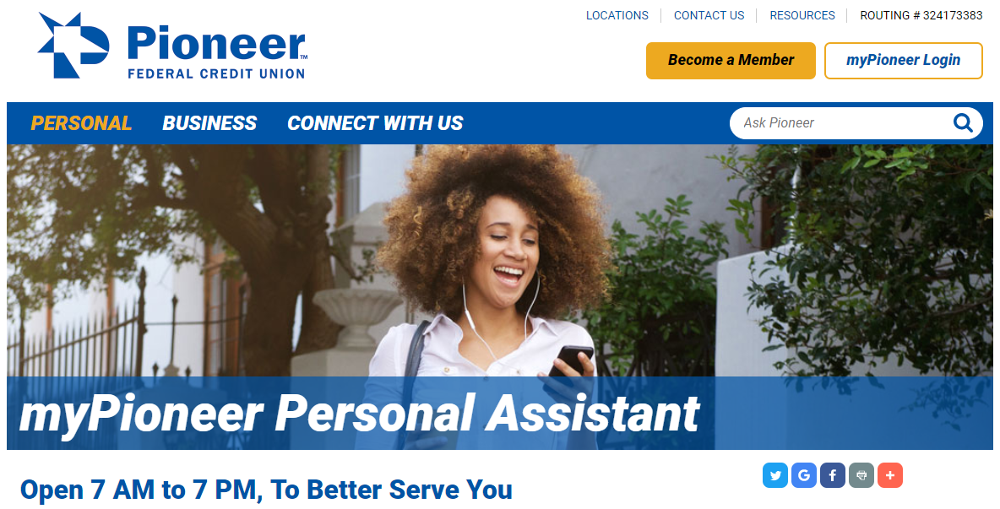 LOCATIONS
CONTACT US
RESOURCES
ROUTING # 324173383
Pioneer™
FEDERAL CREDIT UNION
Become a Member
myPioneer Login
PERSONAL
BUSINESS
CONNECT WITH US
Ask Pioneer
myPioneer Personal Assistant
Open 7 AM to 7 PM, To Better Serve You